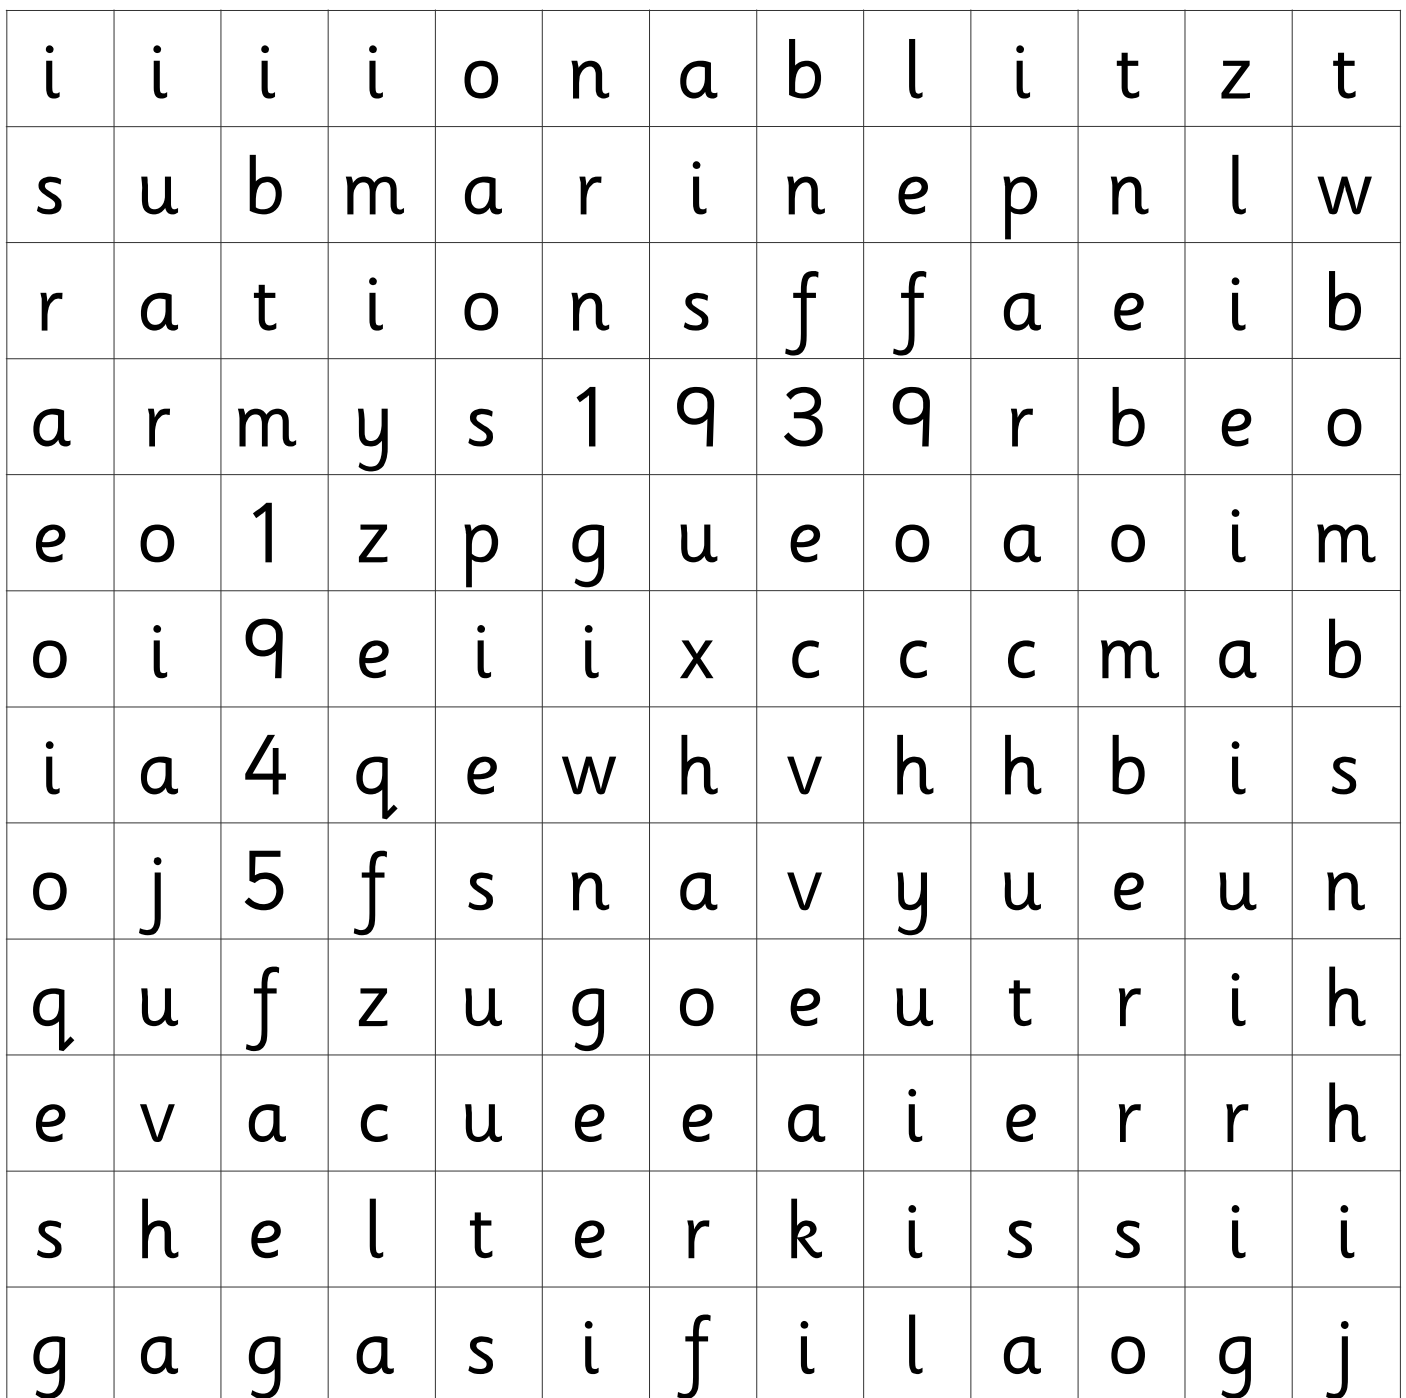 i i i i o n a b l i t z t
s u b m a r i n e p n l w
r a t i o n s f f a e i b
a r m y s 1 9 3 9 r b e o
e o 1 z p g u e o a o i m
o i 9 e i i x c c c m a b
i a 4 q e w h v h h b i s
o j 5 f s n a v y u e u n
q u f z u g o e u t r i h
e v a c u e e a i e r r h
s h e l t e r k i s s i i
g a g a s i f i l a o g j